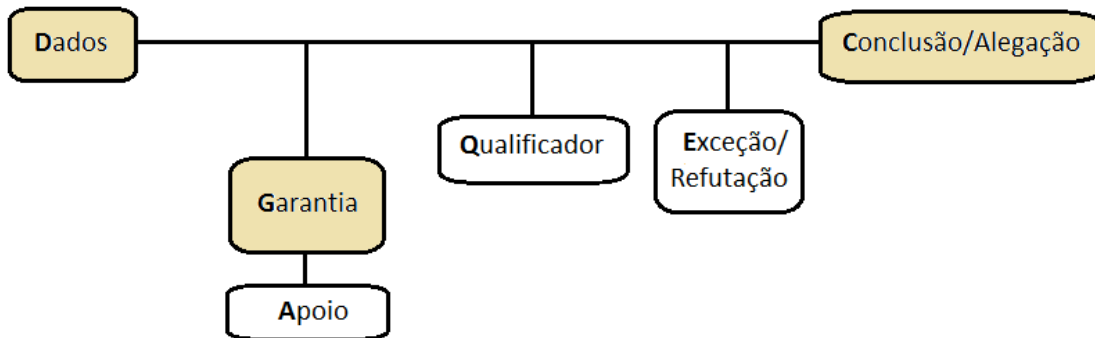 Dados
Conclusão/Alegação
Qualificador
Exceção/
Refutação
Garantia
Apoio